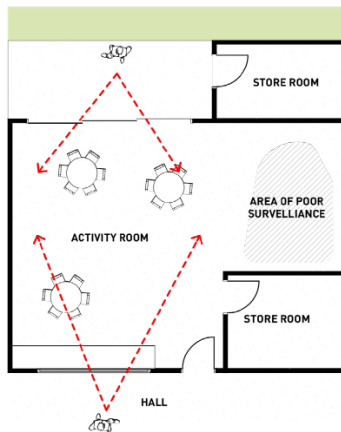 STORE ROOM
AREA OF POOR
SURVELLIANCE
ACTIVITY ROOM
STORE ROOM
HALL